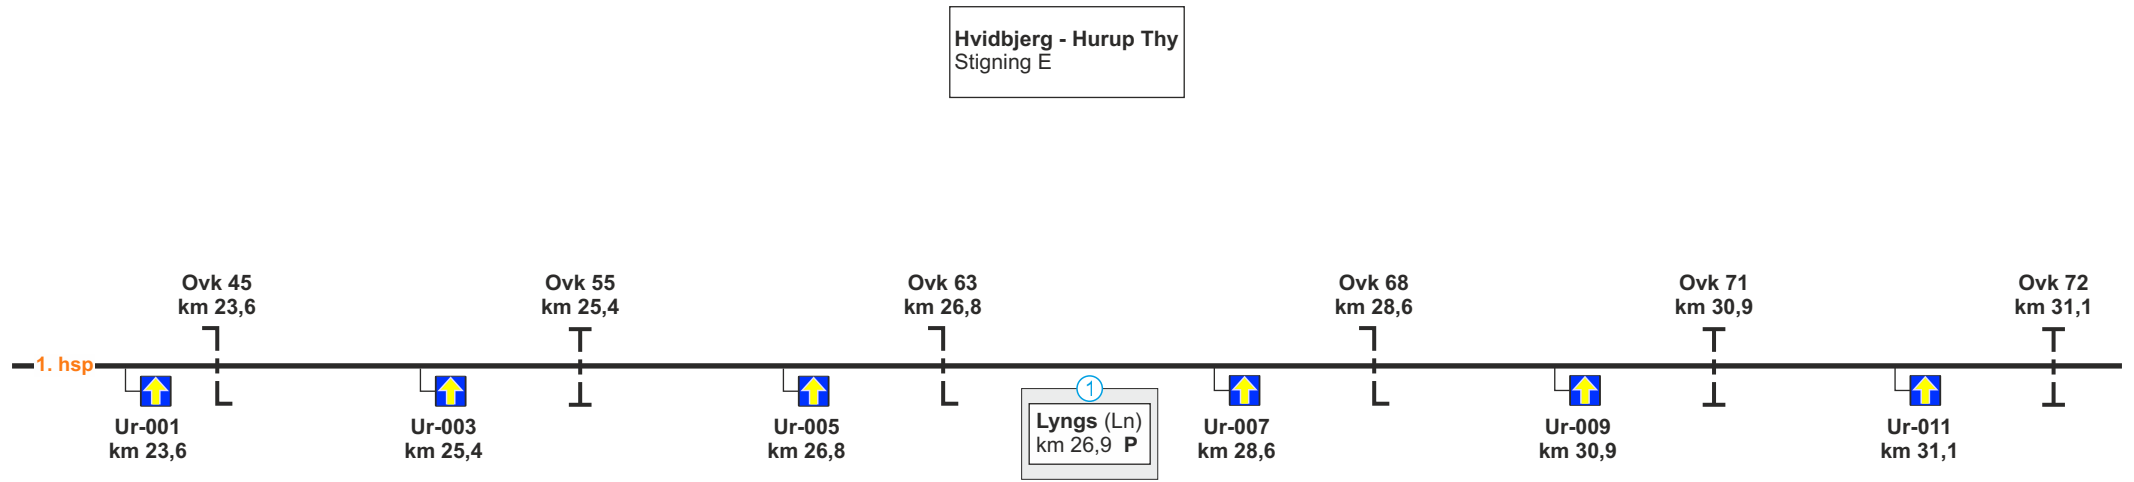 Hvidbjerg - Hurup Thy
Stigning E
Ovk 45
km 23,6
Ovk 55
km 25,4
Ovk 63
km 26,8
Ovk 68
km 28,6
Ovk 71
km 30,9
Ovk 72
km 31,1
1. hsp
Ur-001
km 23,6
Ur-003
km 25,4
Ur-005
km 26,8
1
Lyngs (Ln)
km 26,9 P
Ur-007
km 28,6
Ur-009
km 30,9
Ur-011
km 31,1